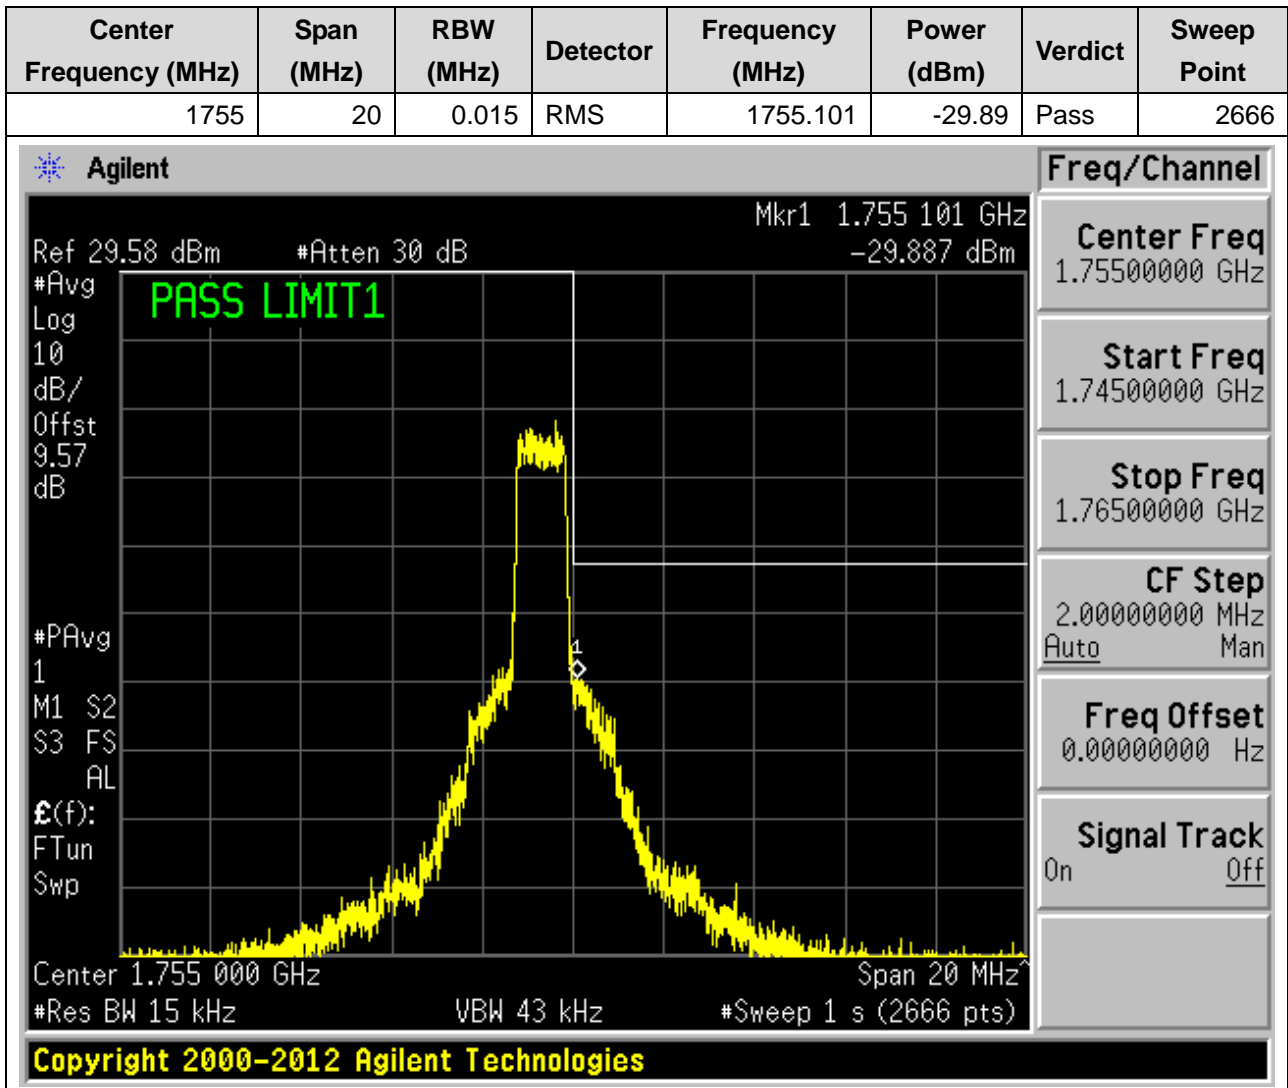 Center Frequency (MHz) Span (MHz) RBW (MHz) Detector Frequency (MHz) Power (dBm) Verdict Sweep Point
1755 20 0.015 RMS 1755.101 -29.89 Pass 2666
Agilent
Freq/Channel
Mkr1 1.755 101 GHz
Ref 29.58 dBm #Atten 30 dB -29.887 dBm
#Avg
Log
10
dB/
Offst
9.57
dB
PASS LIMIT1
#PAvg
1
M1 S2
S3 FS
AL
£(f):
FTun
Swp
1
Center 1.755 000 GHz Span 20 MHz^
#Res BW 15 kHz VBW 43 kHz #Sweep 1 s (2666 pts)
Center Freq
1.75500000 GHz
Start Freq
1.74500000 GHz
Stop Freq
1.76500000 GHz
CF Step
2.00000000 MHz
Auto Man
Freq Offset
0.00000000 Hz
Signal Track
On Off
Copyright 2000-2012 Agilent Technologies